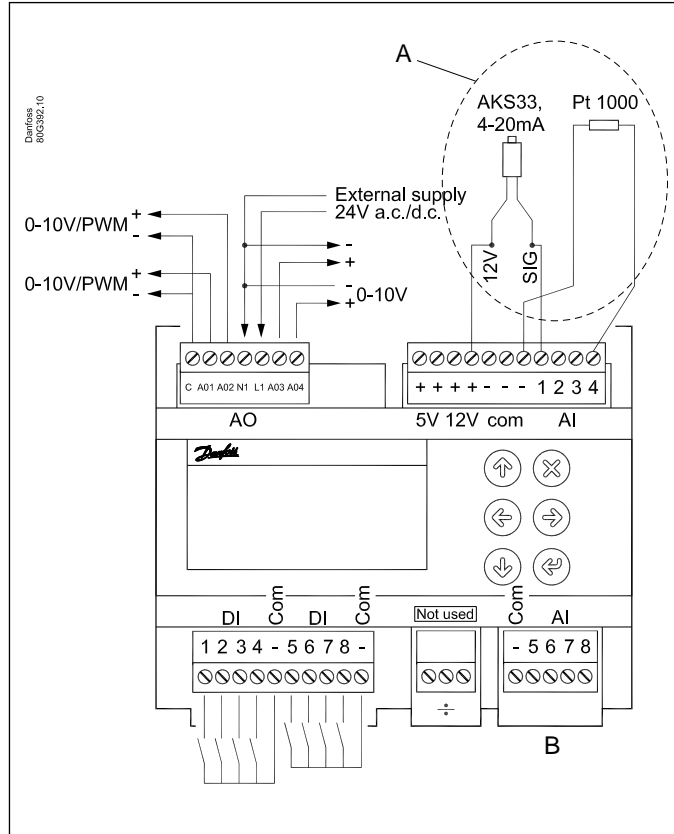 Danfoss
80G392.10
A
AKS33,
4-20mA
Pt 1000
External supply
24V a.c./d.c.
0-10V/PWM
+
-
-
+
0-10V/PWM
+
-
-
0-10V
+
12V
SIG
C A01 A02 N1 L1 A03 A04
+ + + + - - - 1 2 3 4
AO
5V 12V com AI
Danfoss
DI Com DI Com
Not used
Com AI
1 2 3 4 - 5 6 7 8 -
- 5 6 7 8
÷
B